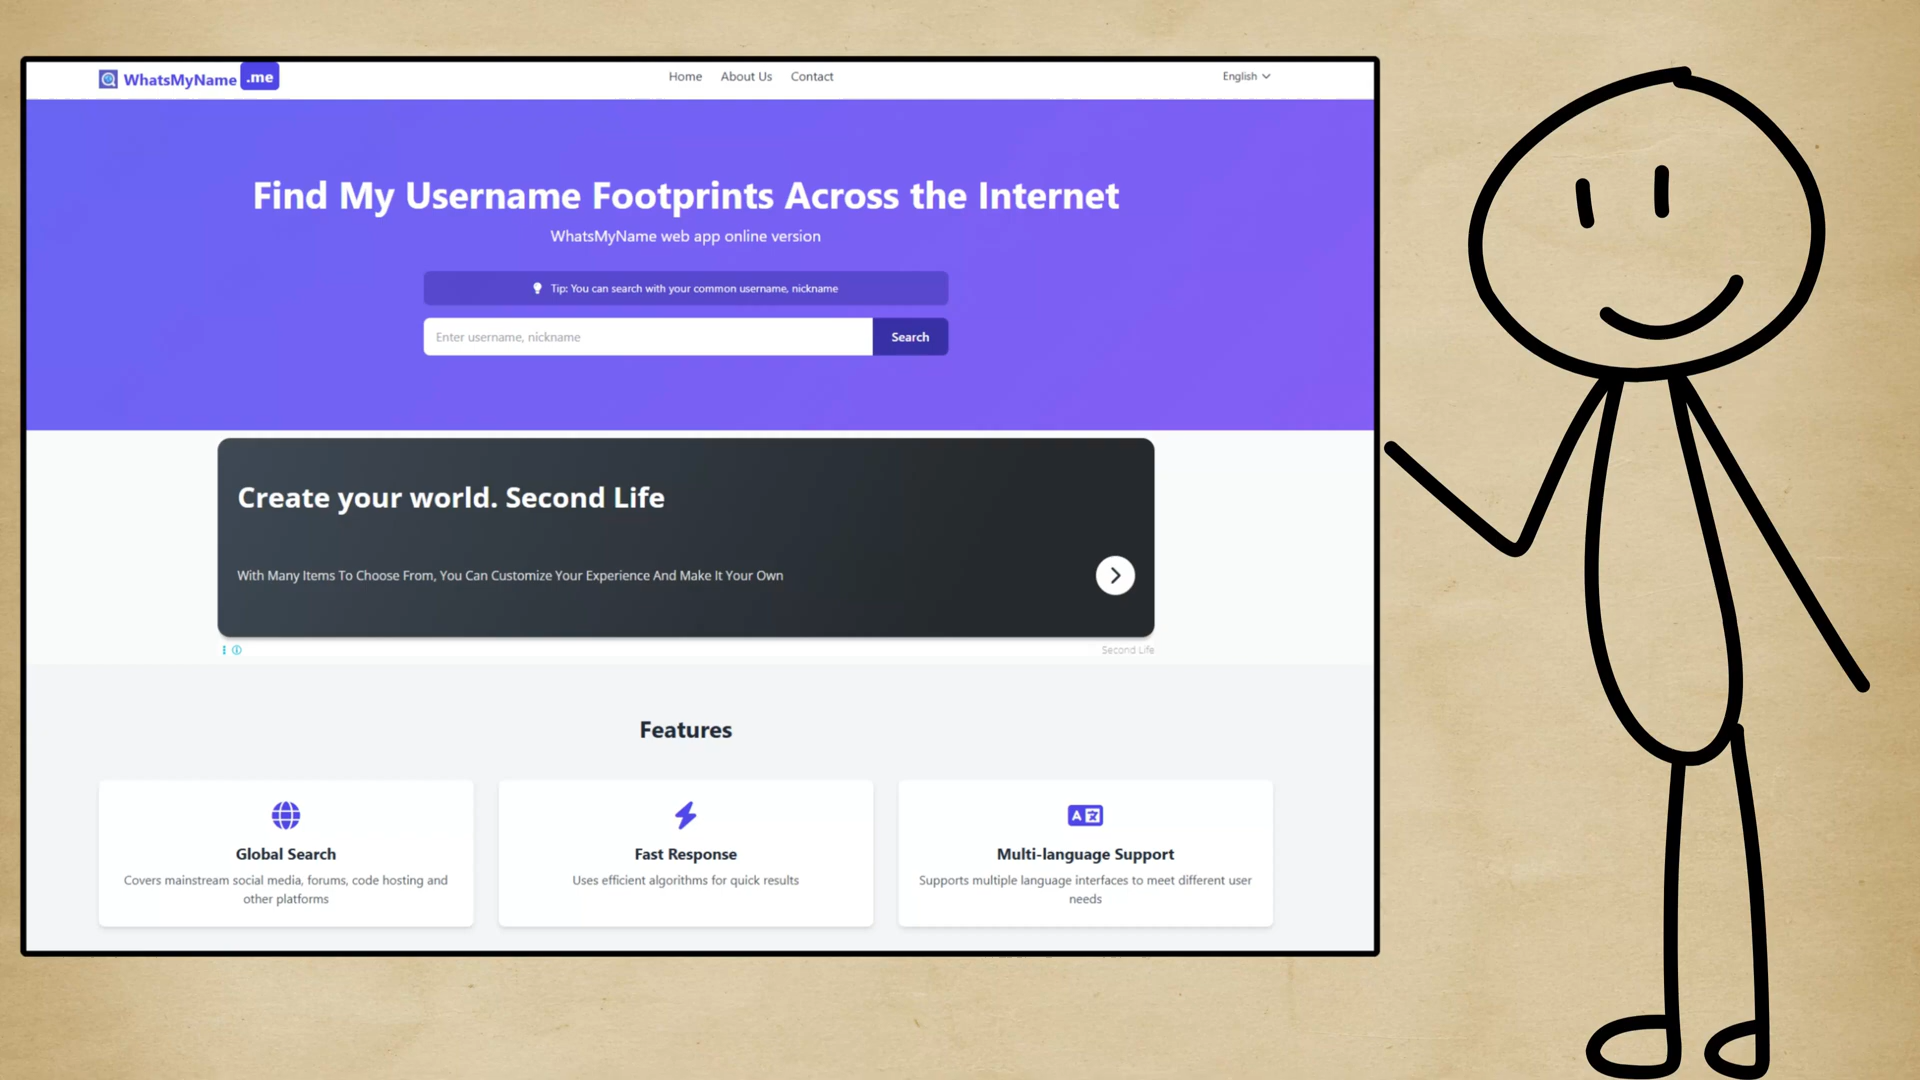 WhatsMyName .me
Home About Us Contact
English
Find My Username Footprints Across the Internet
WhatsMyName web app online version
Tip: You can search with your common username, nickname
Enter username, nickname
Search
Create your world. Second Life
With Many Items To Choose From, You Can Customize Your Experience And Make It Your Own
Second Life
Features
Global Search
Covers mainstream social media, forums, code hosting and
other platforms
Fast Response
Uses efficient algorithms for quick results
Multi-language Support
Supports multiple language interfaces to meet different user
needs